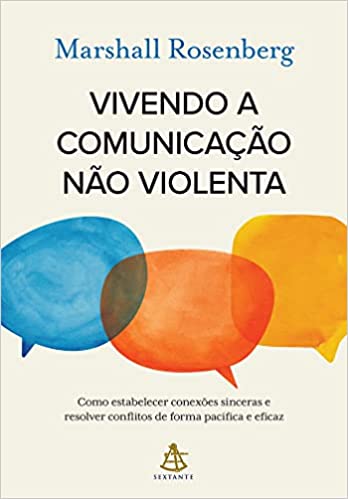 Marshall Rosenberg
VIVENDO A
COMUNICAÇÃO
NÃO VIOLENTA
Como estabelecer conexões sinceras e
resolver conflitos de forma pacífica e eficaz
SEXTANTE